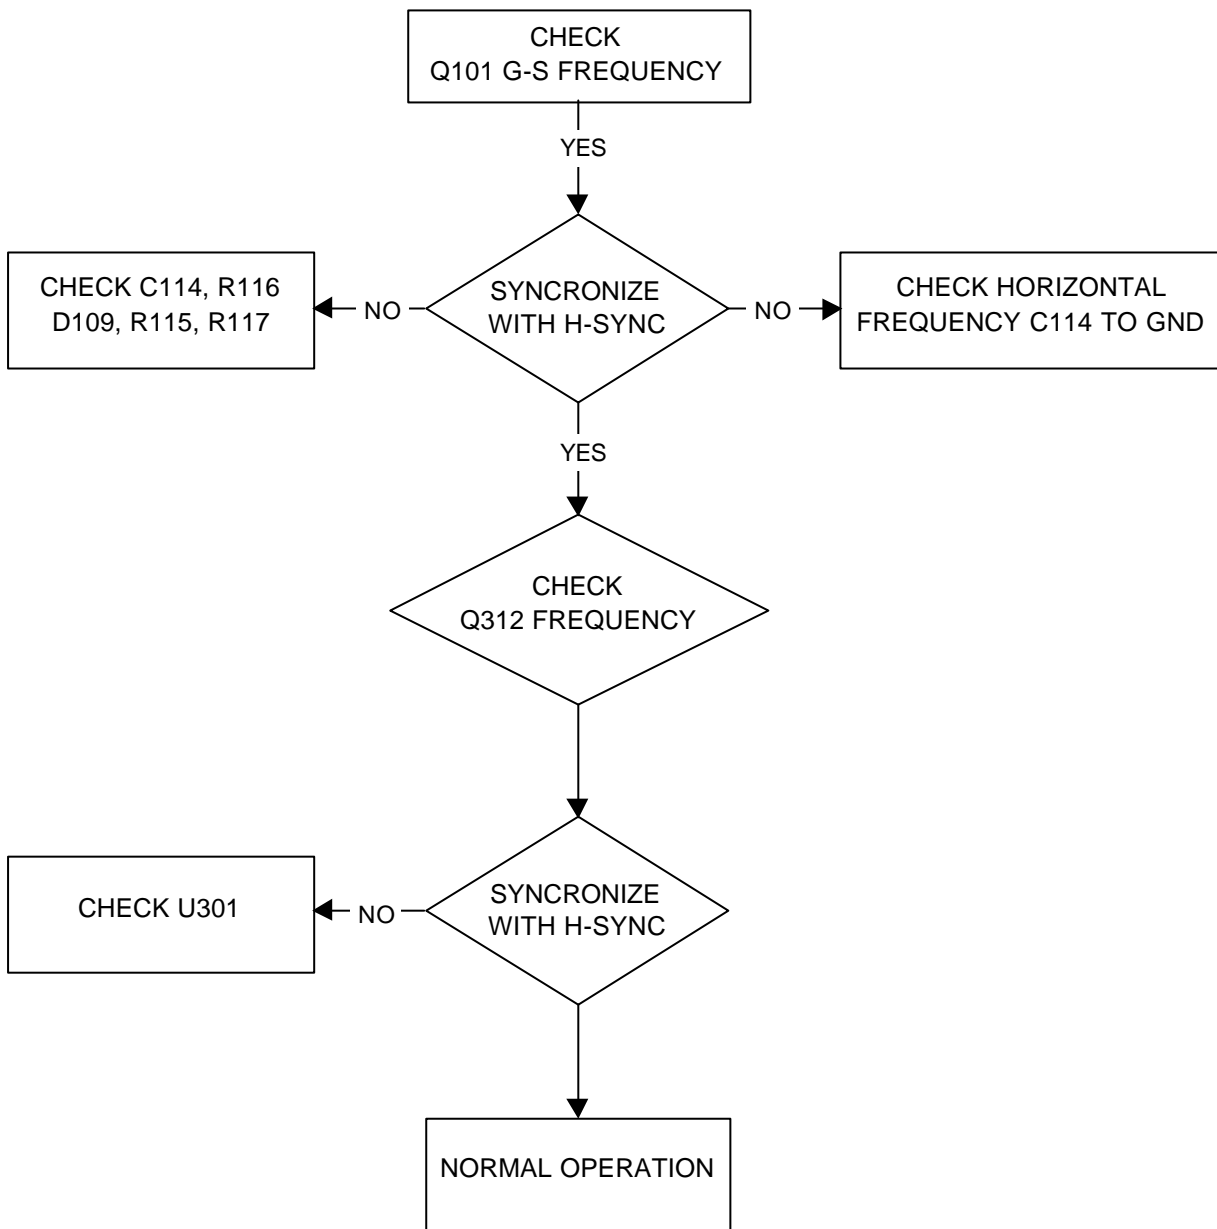 CHECK
Q101 G-S FREQUENCY
YES
CHECK C114, R116
D109, R115, R117
NO
SYNCRONIZE
WITH H-SYNC
NO
CHECK HORIZONTAL
FREQUENCY C114 TO GND
YES
CHECK
Q312 FREQUENCY
CHECK U301
NO
SYNCRONIZE
WITH H-SYNC
NORMAL OPERATION